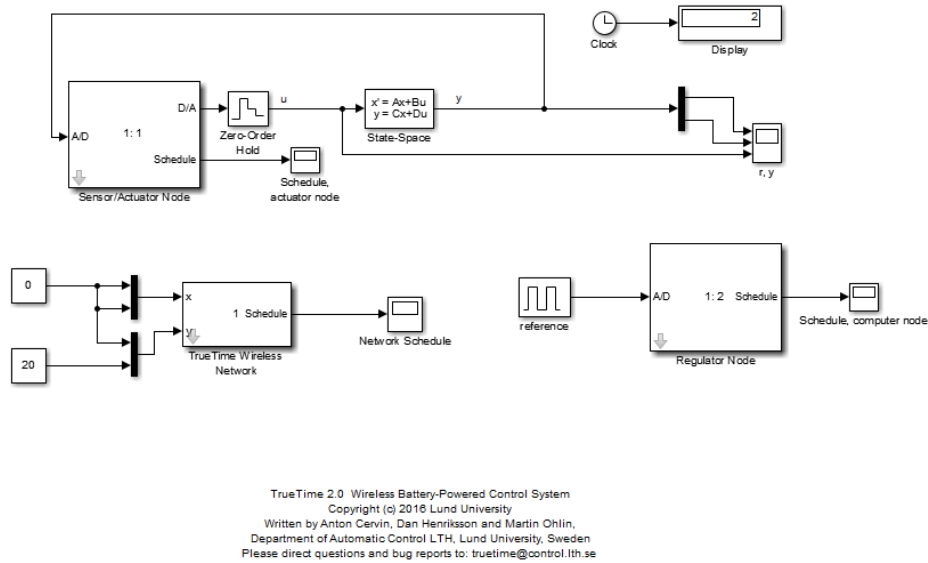 2
Clock
Display
D/A
A/D
1: 1
Schedule
Sensor/Actuator Node
Zero-Order
Hold
u
x' = Ax+Bu
y = Cx+Du
State-Space
y
Schedule,
actuator node
r, y
0
20
x
y
1 Schedule
TrueTime Wireless
Network
Network Schedule
reference
A/D
1: 2 Schedule
Regulator Node
Schedule, computer node
TrueTime 2.0 Wireless Battery-Powered Control System
Copyright (c) 2016 Lund University
Written by Anton Cervin, Dan Henriksson and Martin Ohlin,
Department of Automatic Control LTH, Lund University, Sweden
Please direct questions and bug reports to: truetime@control.lth.se